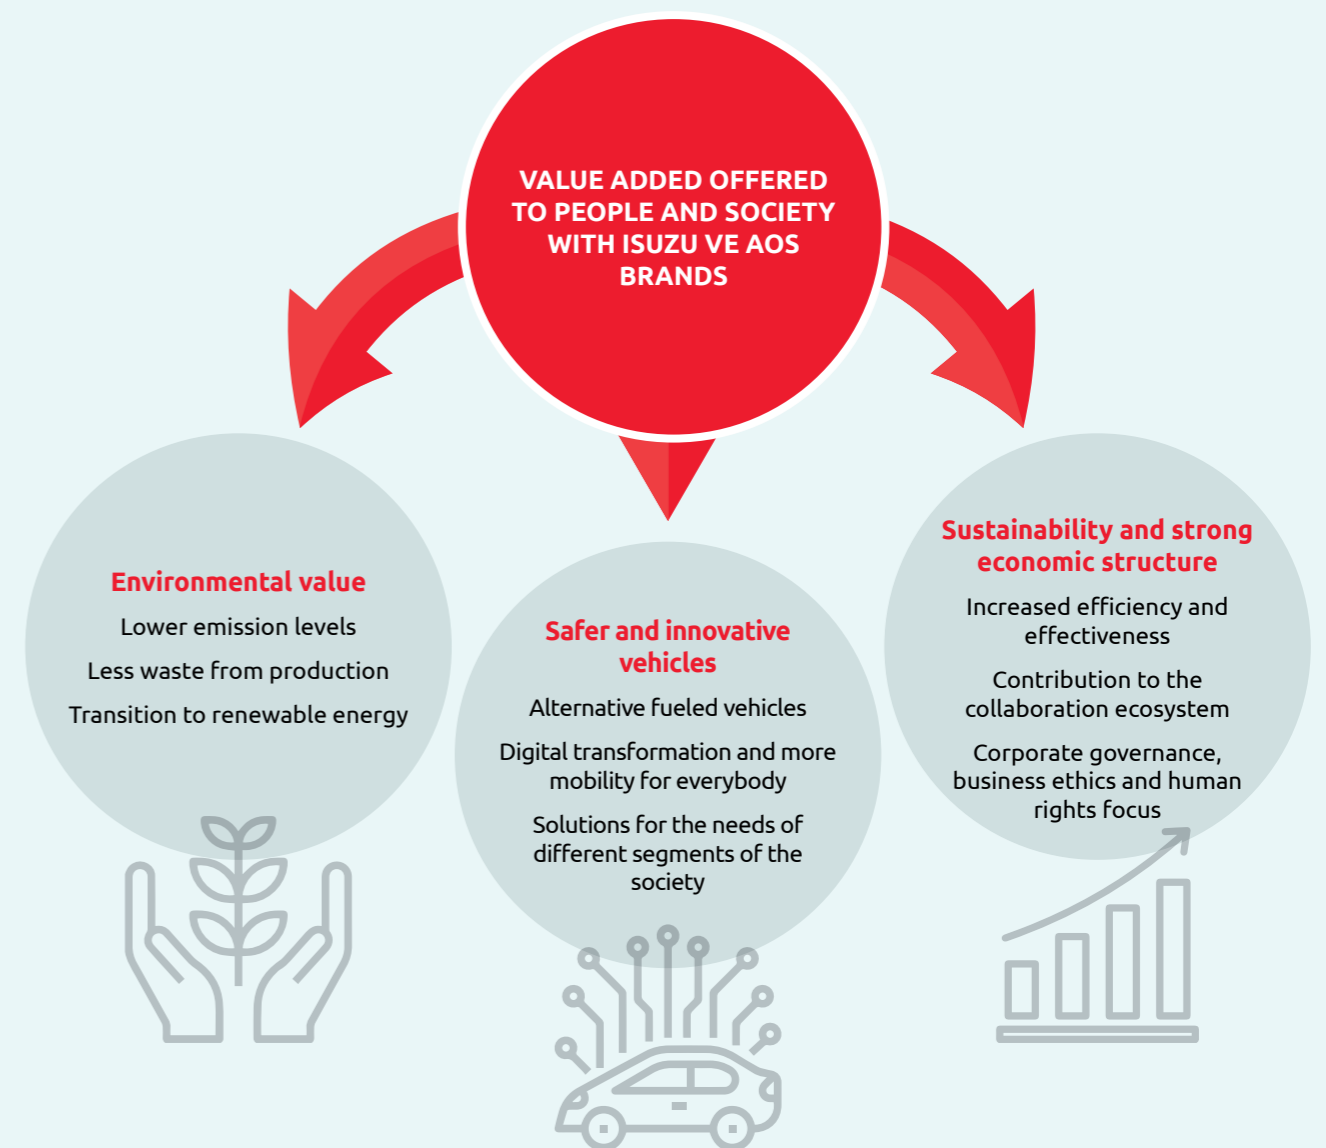 VALUE ADDED OFFERED
TO PEOPLE AND SOCIETY
WITH ISUZU VE AOS
BRANDS
Environmental value
Lower emission levels
Less waste from production
Transition to renewable energy
Safer and innovative
vehicles
Alternative fueled vehicles
Digital transformation and more
mobility for everybody
Solutions for the needs of
different segments of the
society
Sustainability and strong
economic structure
Increased efficiency and
effectiveness
Contribution to the
collaboration ecosystem
Corporate governance,
business ethics and human
rights focus